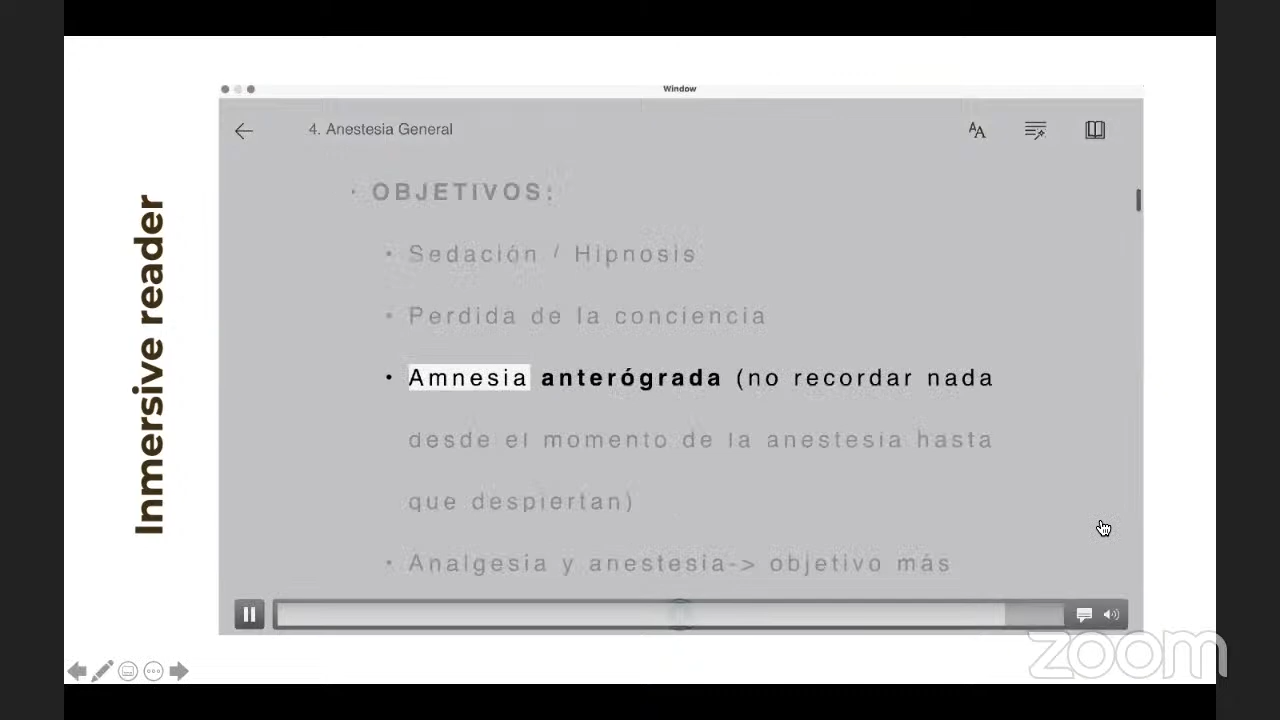 Window
4. Anestesia General
Inmersive reader
• OBJETIVOS:
• Sedación / Hipnosis
• Perdida de la conciencia
• Amnesia anterógrada (no recordar nada
desde el momento de la anestesia hasta
que despiertan)
• Analgesia y anestesia-> objetivo más
zoom